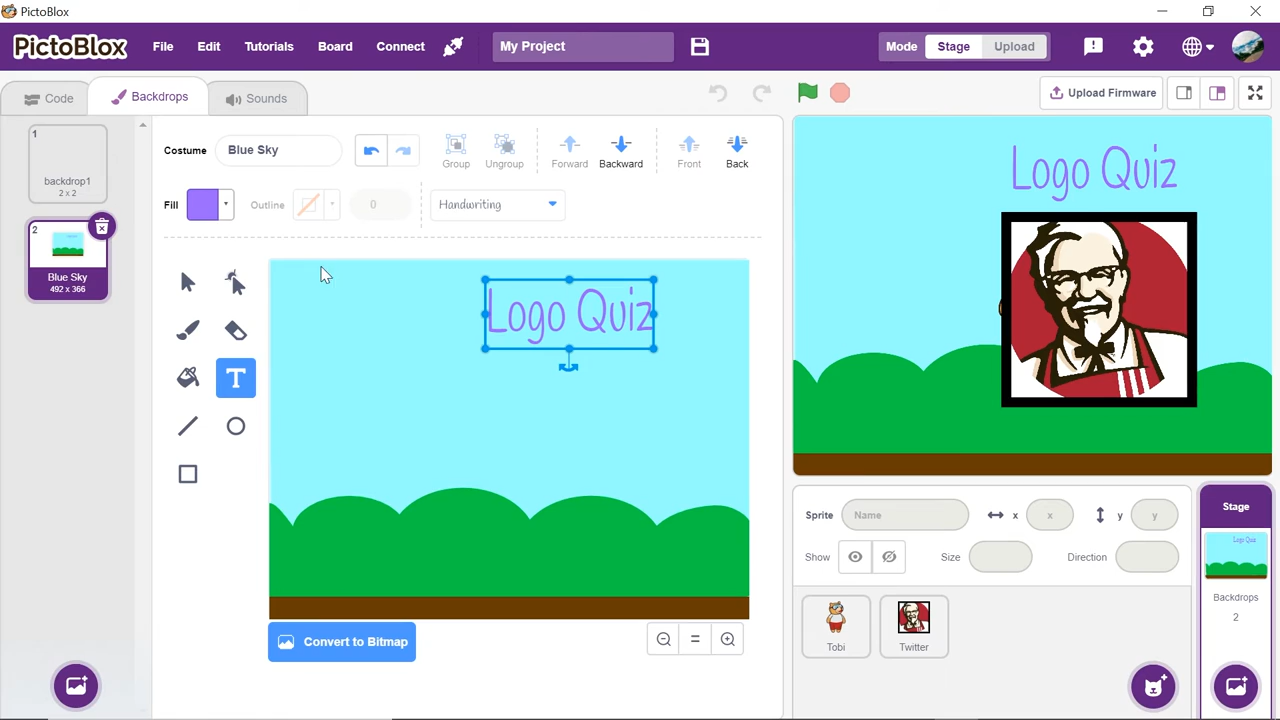 PictoBlox
PictoBlox File Edit Tutorials Board Connect My Project Mode Stage Upload
Code Backdrops Sounds Upload Firmware
1
backdrop1
2 x 2
2
Blue Sky
492 x 366
Costume Blue Sky Group Ungroup Forward Backward Front Back
Fill Outline 0 Handwriting
T
Logo Quiz
Convert to Bitmap
Logo Quiz
Sprite Name x x y y
Show Size Direction
Tobi Twitter
Stage
Logo Quiz
Backdrops
2